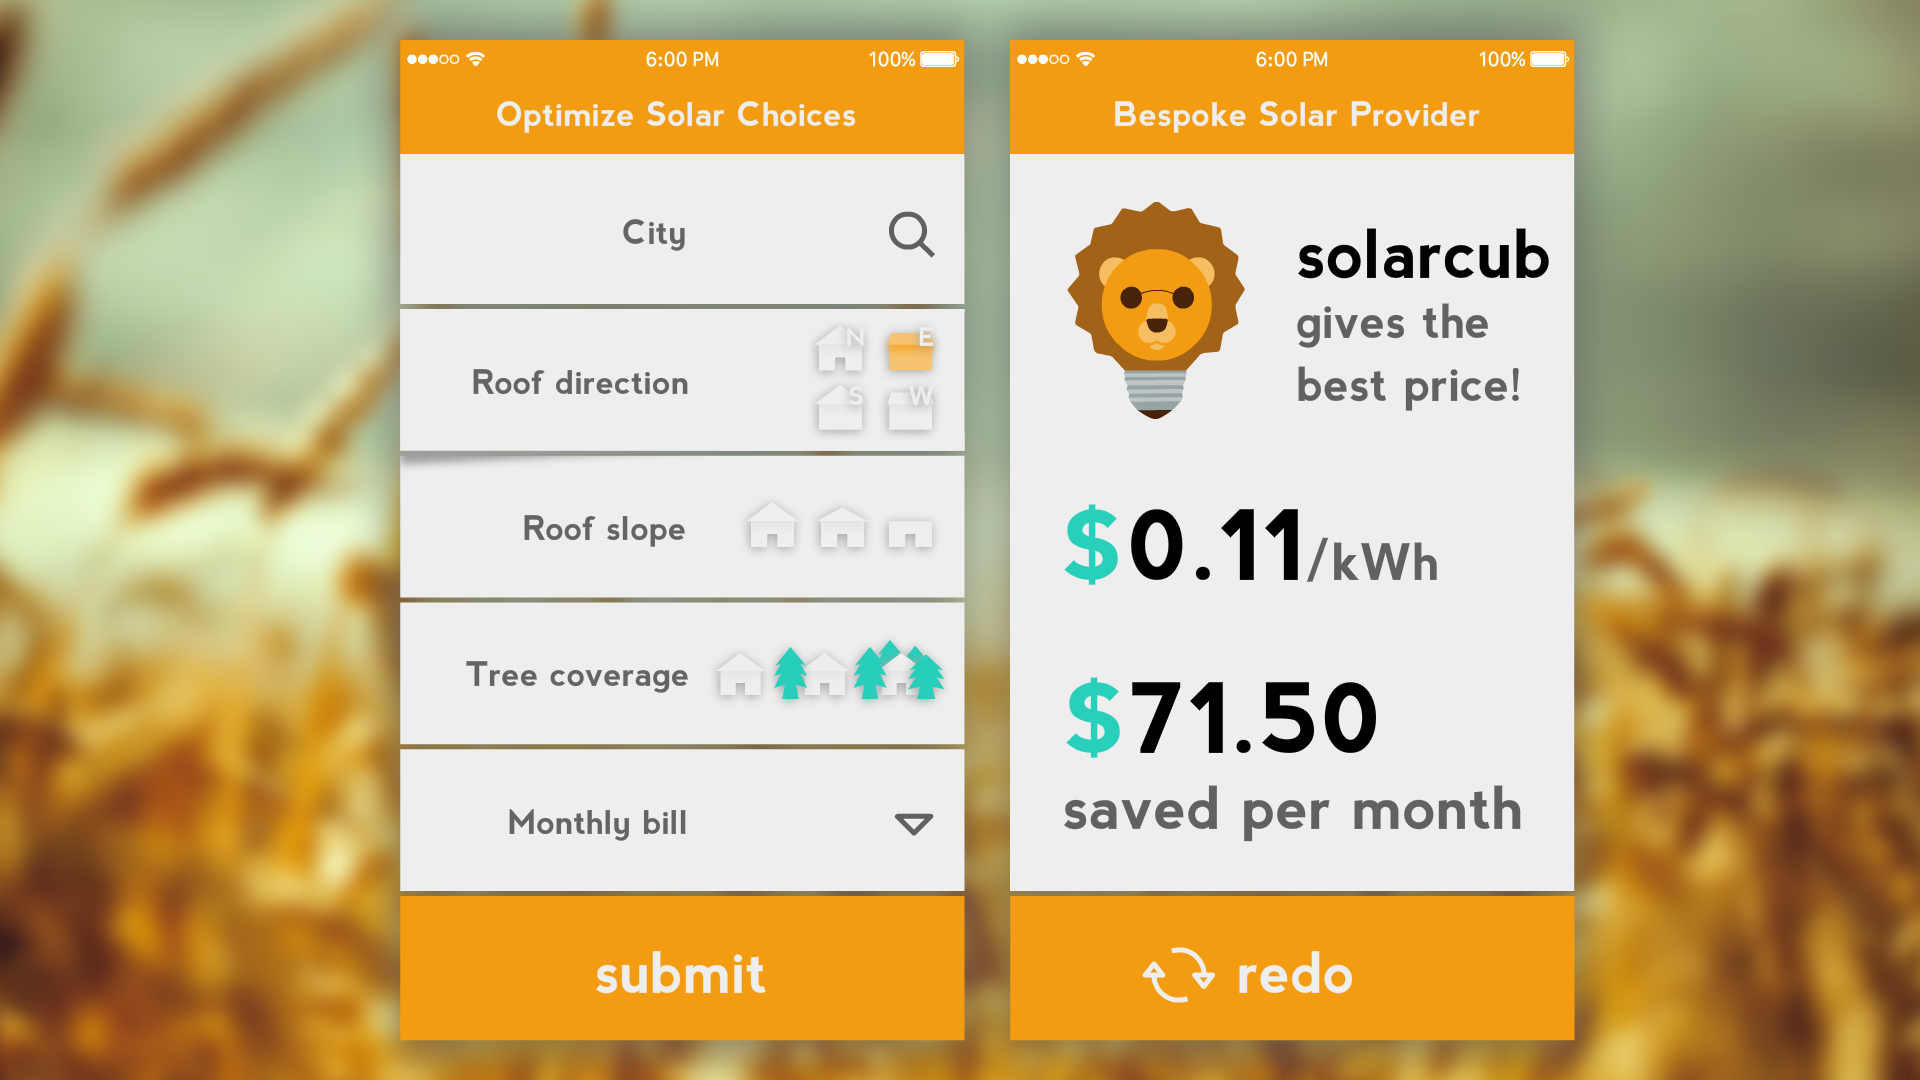 6:00 PM
100%
Optimize Solar Choices
City
Roof direction
N
E
S
W
Roof slope
Tree coverage
Monthly bill
submit
6:00 PM
100%
Bespoke Solar Provider
solarcub
gives the
best price!
$0.11/kWh
$71.50
saved per month
redo